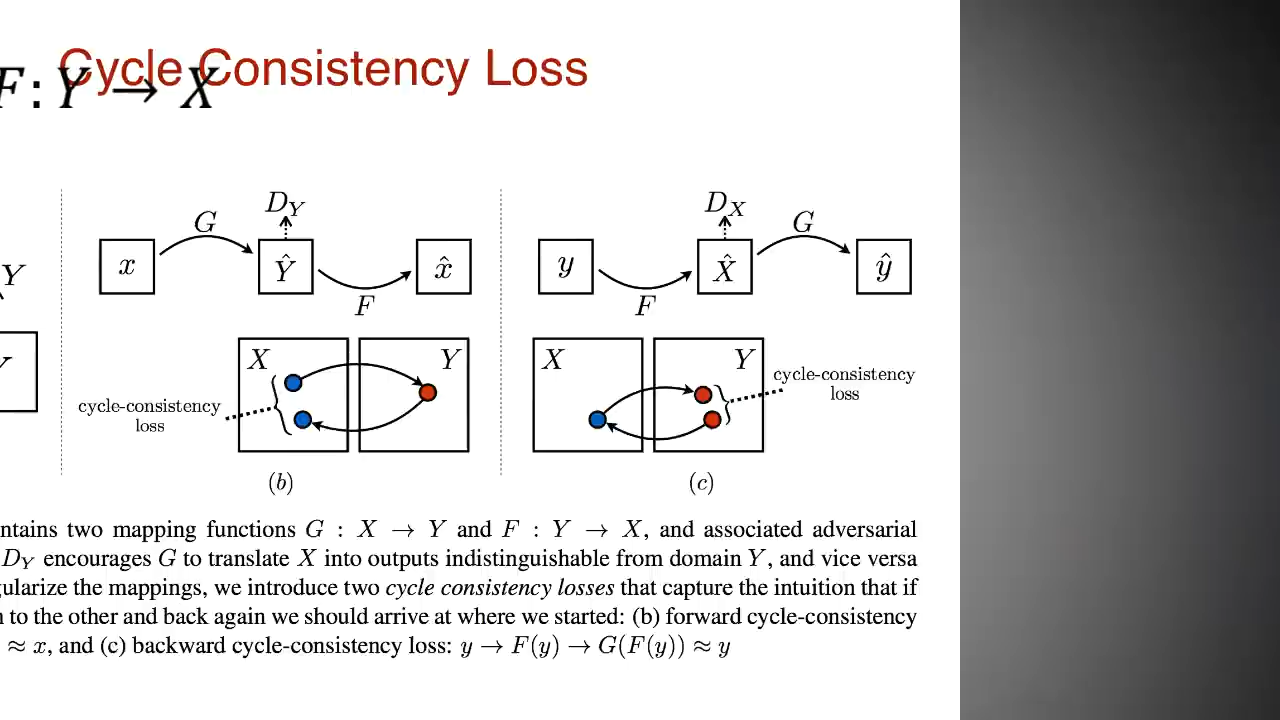 Cycle Consistency Loss
F: Y → X
D_Y
D_X
G
G
Y
x
Ŷ
x̂
y
X̂
ŷ
F
F
X
Y
X
Y
cycle-consistency
loss
cycle-consistency
loss
(b)
(c)
ntains two mapping functions G : X → Y and F : Y → X, and associated adversarial
D_Y encourages G to translate X into outputs indistinguishable from domain Y, and vice versa
gularize the mappings, we introduce two cycle consistency losses that capture the intuition that if
to the other and back again we should arrive at where we started: (b) forward cycle-consistency
≈ x, and (c) backward cycle-consistency loss: y → F(y) → G(F(y)) ≈ y